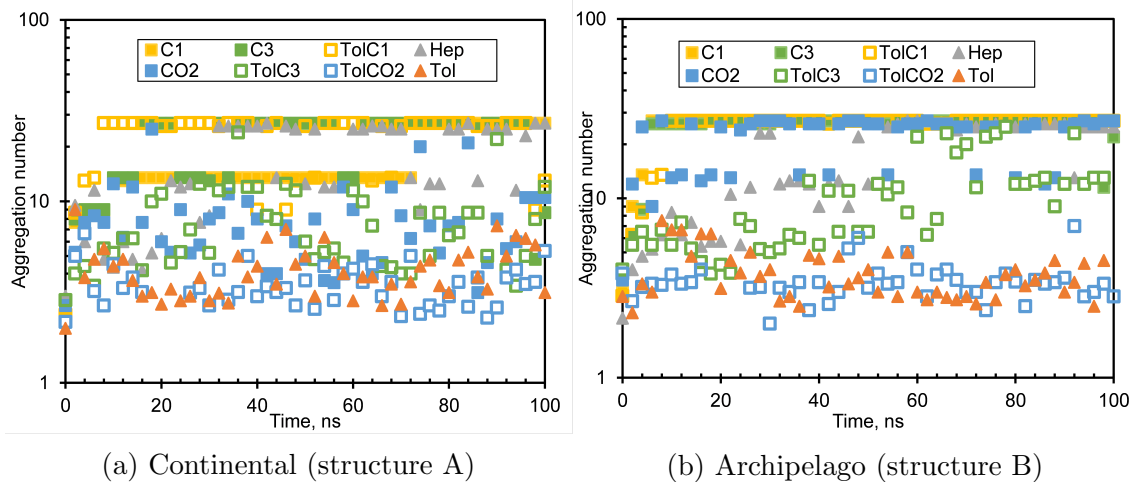 100
10
1
Aggregation number
C1 C3 TolC1 Hep
CO2 TolC3 TolCO2 Tol
0 20 40 60 80 100
Time, ns
(a) Continental (structure A)
100
10
1
Aggregation number
C1 C3 TolC1 Hep
CO2 TolC3 TolCO2 Tol
0 20 40 60 80 100
Time, ns
(b) Archipelago (structure B)